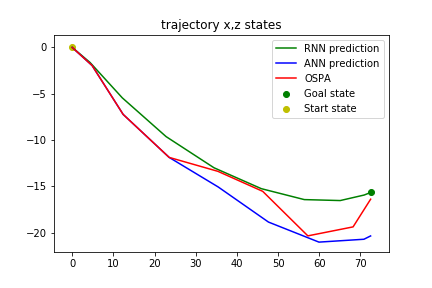 trajectory x,z states
RNN prediction
ANN prediction
OSPA
Goal state
Start state
0
−5
−10
−15
−20
0 10 20 30 40 50 60 70